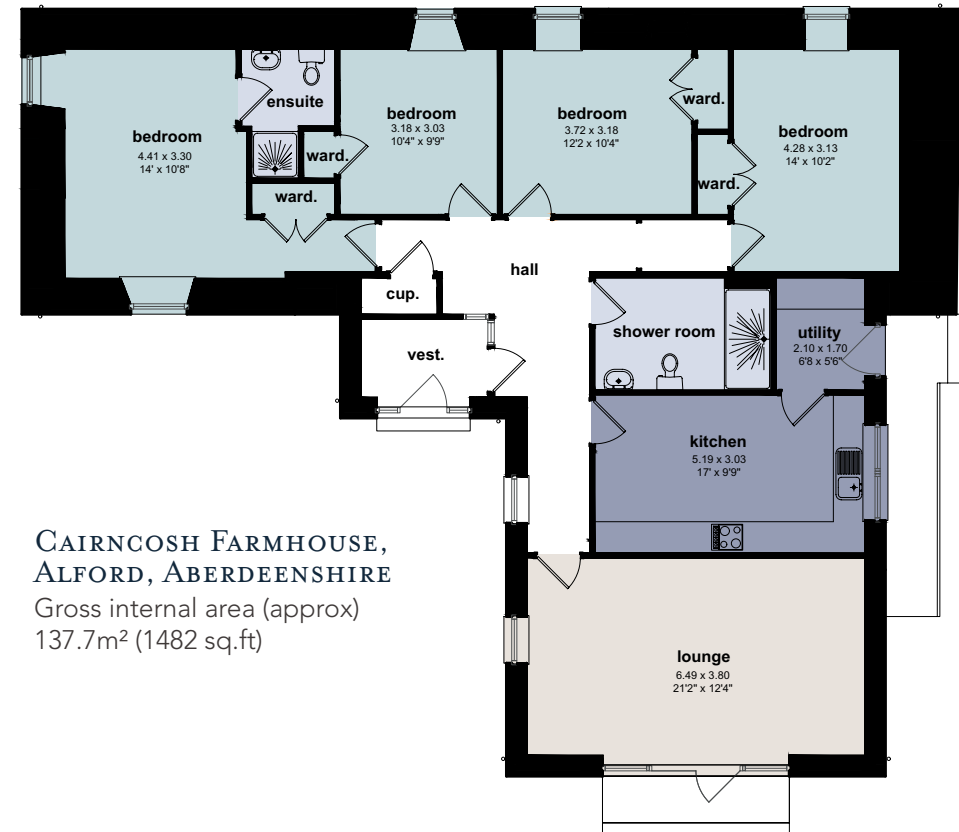 ensuite
bedroom
4.41 x 3.30
14' x 10'8"
ward.
ward.
bedroom
3.18 x 3.03
10'4" x 9'9"
bedroom
3.72 x 3.18
12'2 x 10'4"
ward.
ward.
bedroom
4.28 x 3.13
14' x 10'2"
hall
cup.
vest.
shower room
utility
2.10 x 1.70
6'8 x 5'6"
kitchen
5.19 x 3.03
17' x 9'9"
lounge
6.49 x 3.80
21'2" x 12'4"
Cairncosh Farmhouse,
Alford, Aberdeenshire
Gross internal area (approx)
137.7m² (1482 sq.ft)